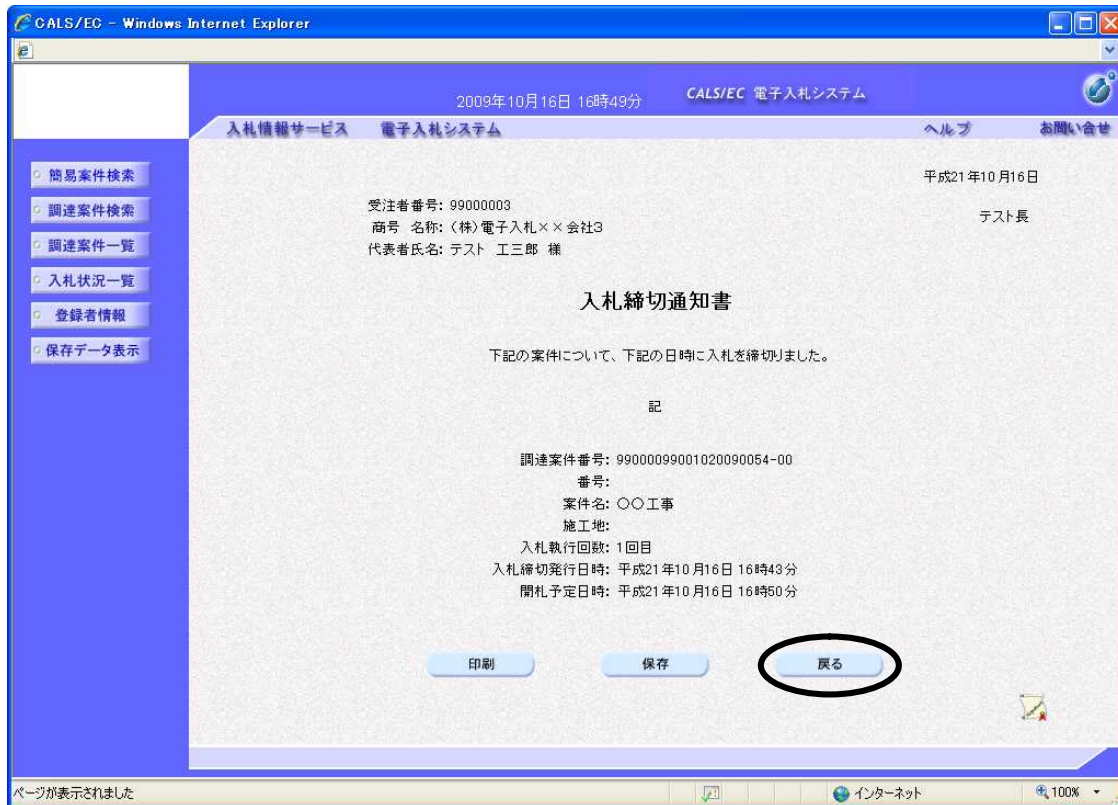 CALS/EC - Windows Internet Explorer
2009年10月16日 16時49分
CALS/EC 電子入札システム
入札情報サービス 電子入札システム ヘルプ お問い合せ
簡易案件検索
調達案件検索
調達案件一覧
入札状況一覧
登録者情報
保存データ表示
平成21年10月16日
受注者番号: 99000003
商号 名称: (株)電子入札××会社3
代表者氏名: テスト 工三郎 様
テスト長
入札締切通知書
下記の案件について、下記の日時に入札を締切りました。
記
調達案件番号: 99000099001020090054-00
番号:
案件名: 〇〇工事
施工地:
入札執行回数: 1回目
入札締切発行日時: 平成21年10月16日 16時43分
開札予定日時: 平成21年10月16日 16時50分
印刷 保存 戻る
ページが表示されました インターネット 100%